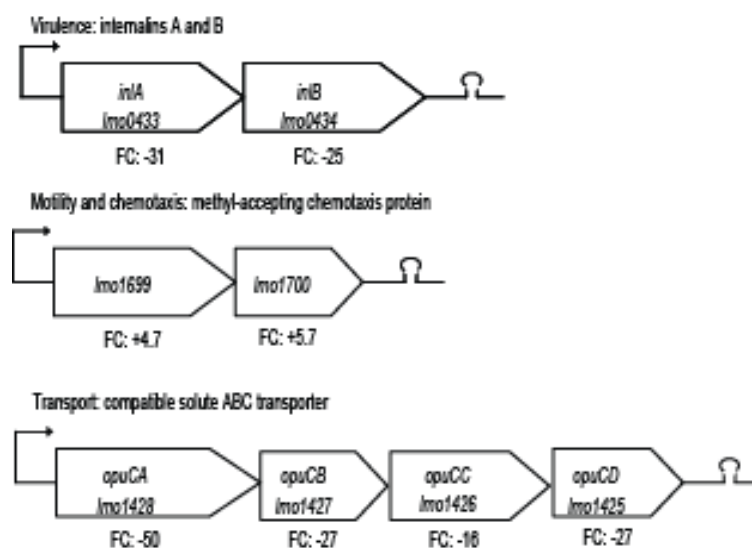 Virulence: internalins A and B
inlA inlB
lmo0433 lmo0434
FC: -31 FC: -25
Motility and chemotaxis: methyl-accepting chemotaxis protein
lmo1699 lmo1700
FC: +4.7 FC: +5.7
Transport: compatible solute ABC transporter
opuCA opuCB opuCC opuCD
lmo1428 lmo1427 lmo1426 lmo1425
FC: -50 FC: -27 FC: -16 FC: -27